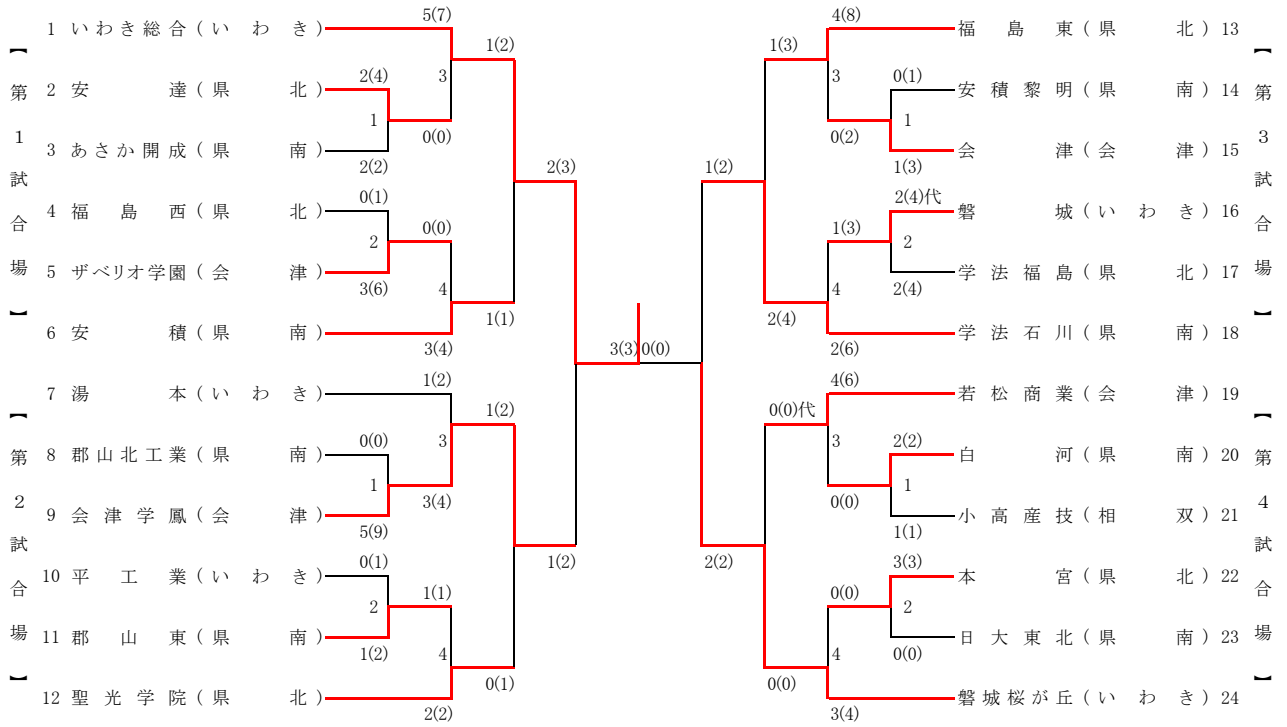 5(7) 4(8)
1 いわき総合(いわき) 福島東(県北) 13
1(2) 1(3)
【第1試合場】 【第3試合場】
2(4) 3 3 0(1)
2 安達(県北) 安積黎明(県南) 14
1 1
0(0) 0(2)
3 あさか開成(県南) 会津(会津) 15
2(2) 2(3) 1(2) 1(3)
0(1) 2(4)代
4 福島西(県北) 磐城(いわき) 16
0(0) 1(3)
2 2
5 ザベリオ学園(会津) 学法福島(県北) 17
3(6) 4 4 2(4)
1(1) 2(4)
6 安積(県南) 学法石川(県南) 18
3(4) 3(3) 0(0) 2(6)
1(2) 4(6)
7 湯本(いわき) 若松商業(会津) 19
1(2) 0(0)代
【第2試合場】 【第4試合場】
0(0) 3 3 2(2)
8 郡山北工業(県南) 白河(県南) 20
1 1
3(4) 0(0)
9 会津学鳳(会津) 小高産技(相双) 21
5(9) 1(1)
0(1) 1(2) 2(2) 3(3)
10 平工業(いわき) 本宮(県北) 22
1(1) 0(0)
2 2
11 郡山東(県南) 日大東北(県南) 23
1(2) 4 4 0(0)
0(1) 0(0)
12 聖光学院(県北) 磐城桜が丘(いわき) 24
2(2) 3(4)